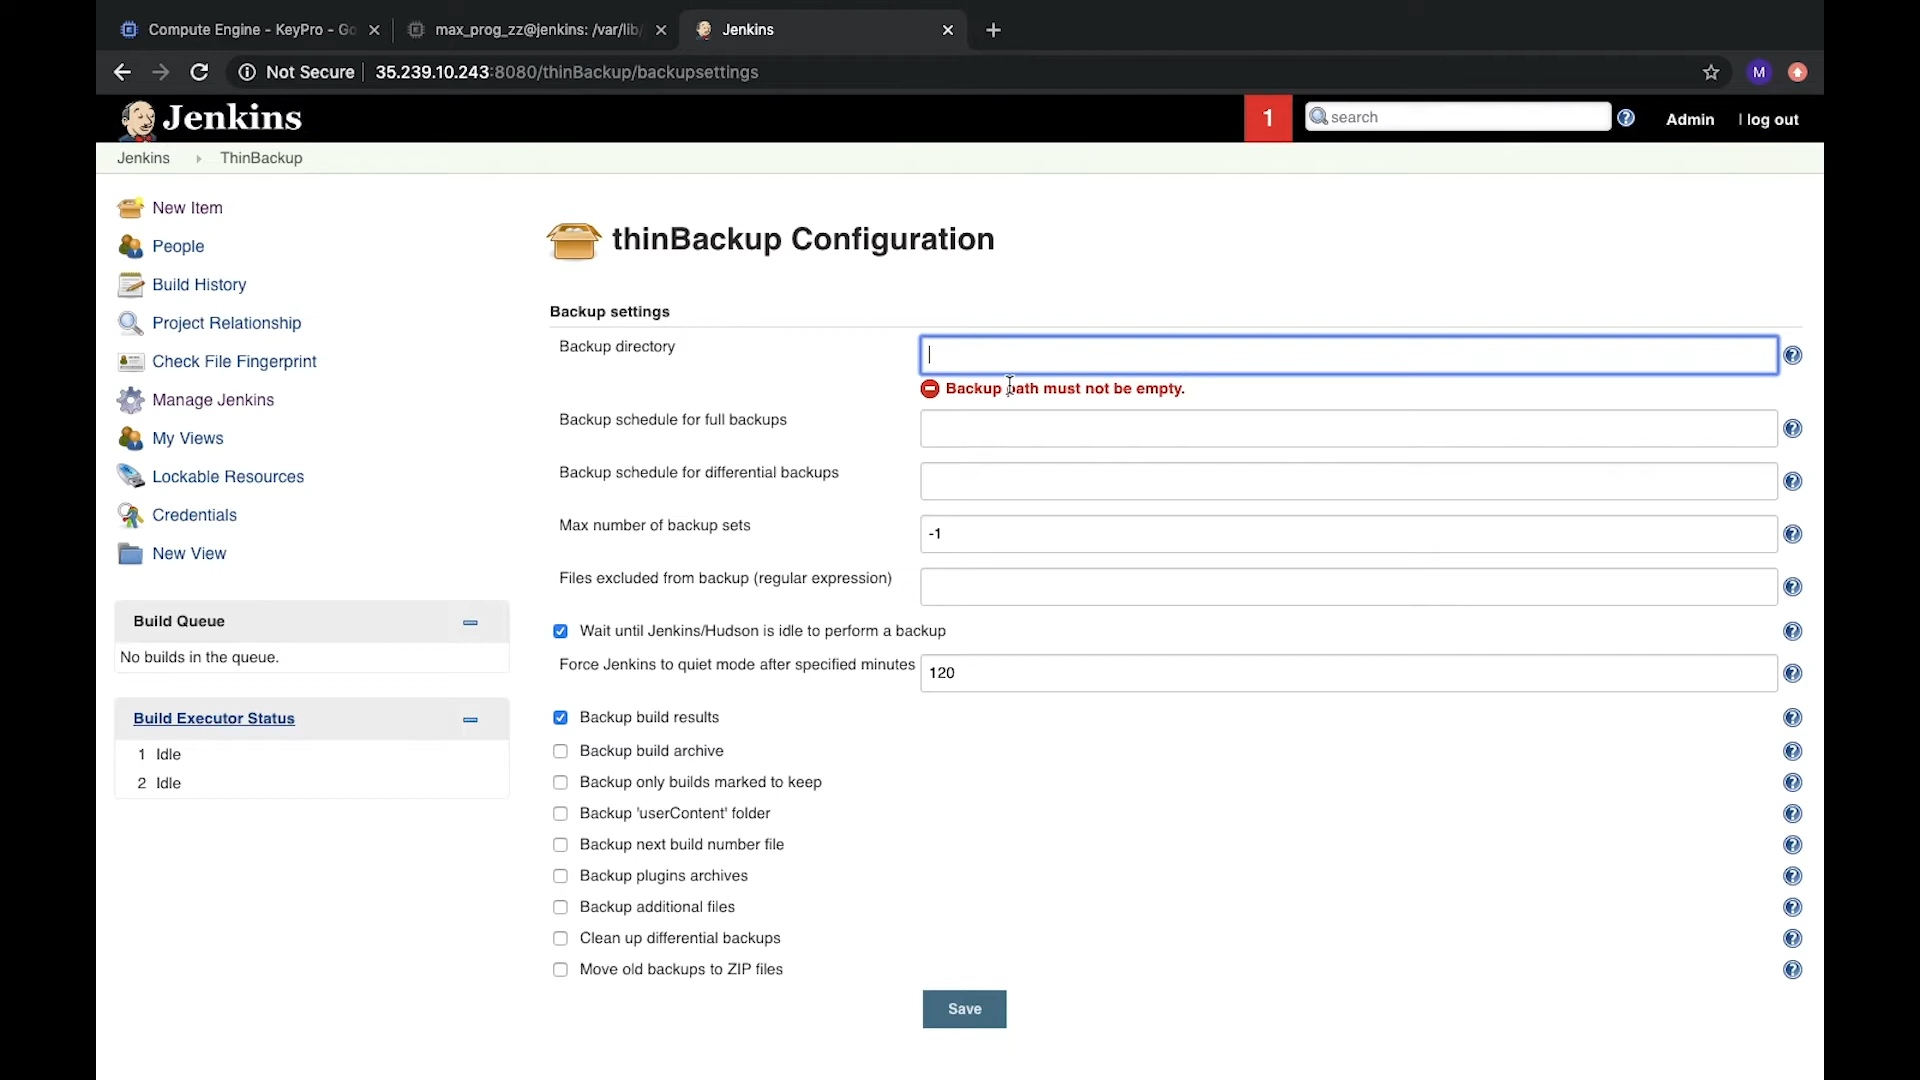 Compute Engine - KeyPro - Go
max_prog_zz@jenkins: /var/lib/
Jenkins
Not Secure
35.239.10.243:8080/thinBackup/backupsettings
M
Jenkins
1
search
Admin
| log out
Jenkins
ThinBackup
New Item
People
Build History
Project Relationship
Check File Fingerprint
Manage Jenkins
My Views
Lockable Resources
Credentials
New View
Build Queue
No builds in the queue.
Build Executor Status
1 Idle
2 Idle
thinBackup Configuration
Backup settings
Backup directory
Backup path must not be empty.
Backup schedule for full backups
Backup schedule for differential backups
Max number of backup sets
-1
Files excluded from backup (regular expression)
Wait until Jenkins/Hudson is idle to perform a backup
Force Jenkins to quiet mode after specified minutes
120
Backup build results
Backup build archive
Backup only builds marked to keep
Backup 'userContent' folder
Backup next build number file
Backup plugins archives
Backup additional files
Clean up differential backups
Move old backups to ZIP files
Save